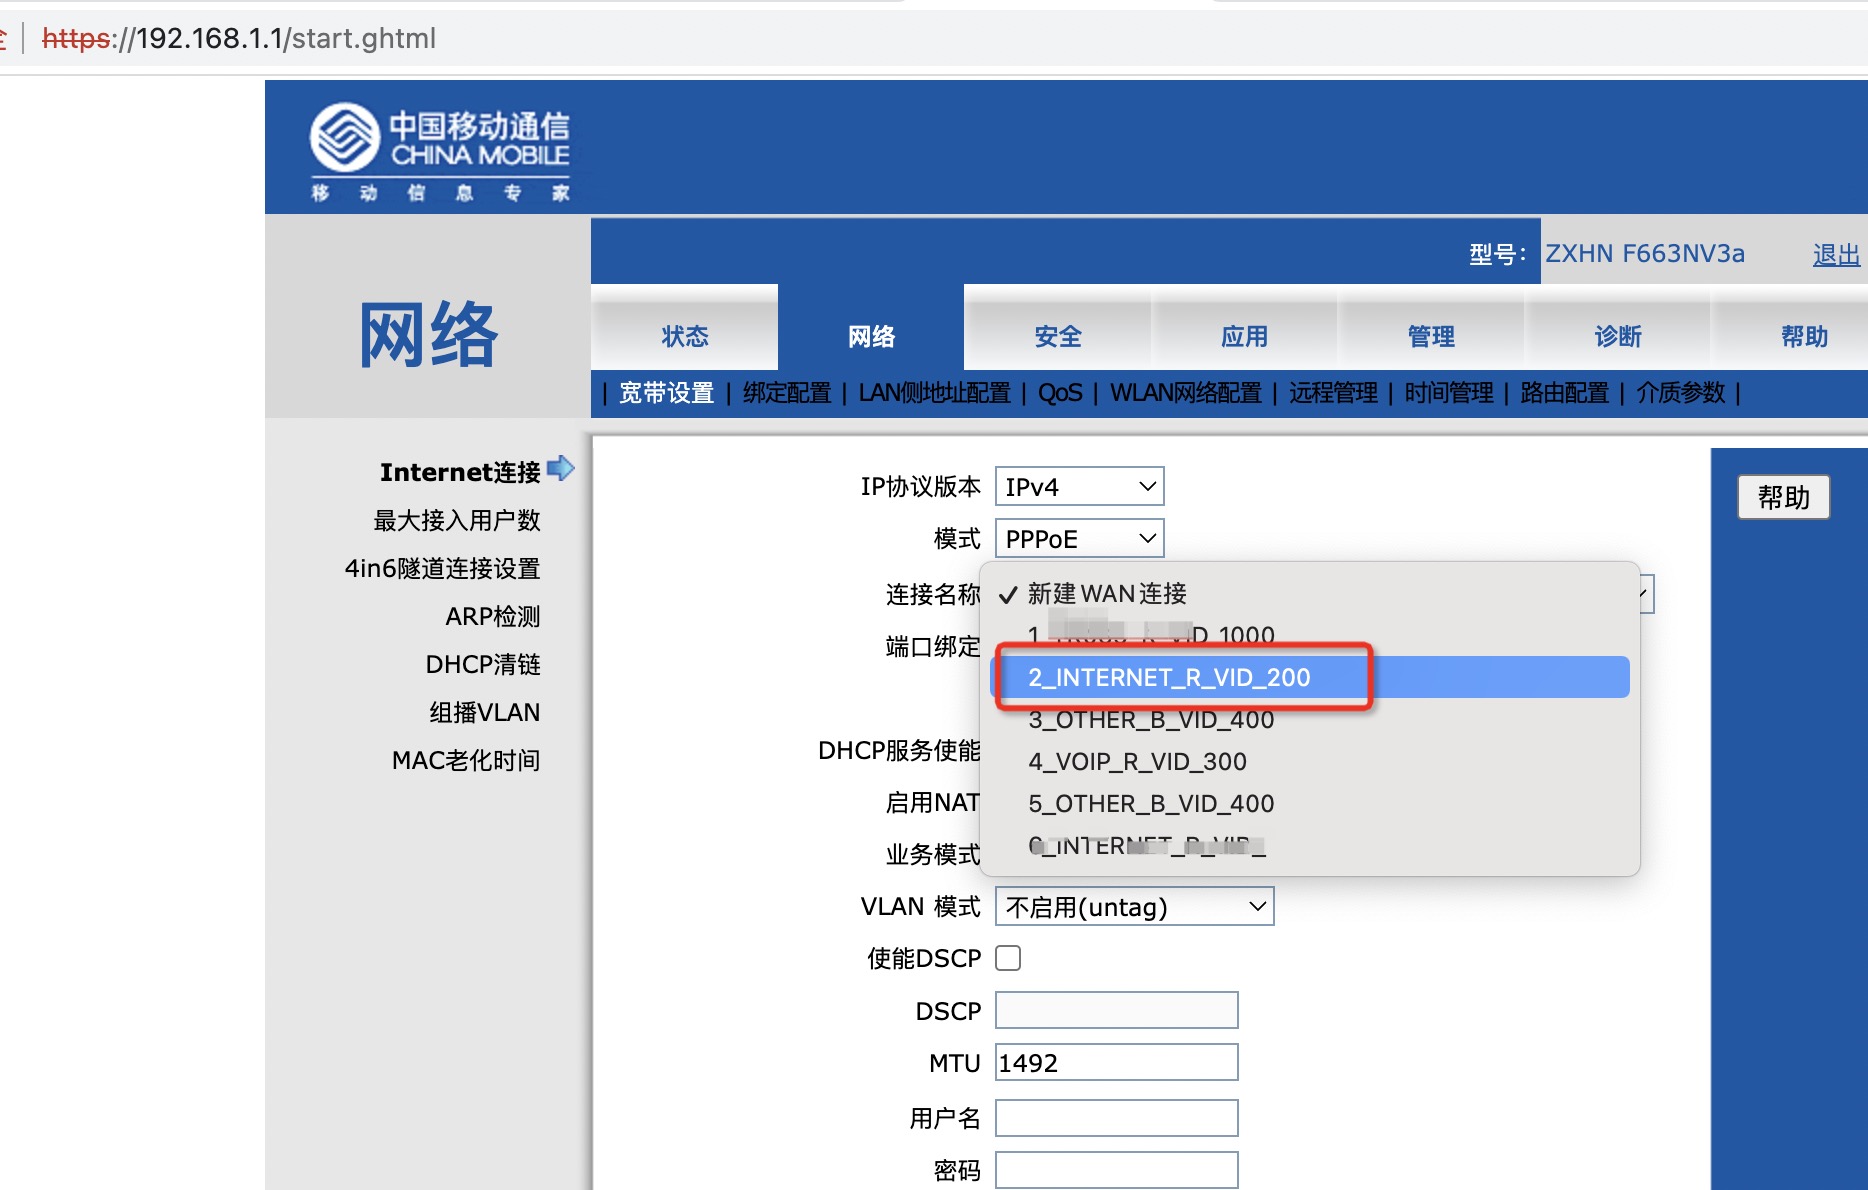 https://192.168.1.1/start.ghtml
中国移动通信
CHINA MOBILE
移 动 信 息 专 家
型号： ZXHN F663NV3a 退出
网络
状态 网络 安全 应用 管理 诊断 帮助
| 宽带设置 | 绑定配置 | LAN侧地址配置 | QoS | WLAN网络配置 | 远程管理 | 时间管理 | 路由配置 | 介质参数 |
Internet连接
最大接入用户数
4in6隧道连接设置
ARP检测
DHCP清链
组播VLAN
MAC老化时间
IP协议版本 IPv4
模式 PPPoE
连接名称 ✓ 新建WAN连接
1_TR069_R_VID_1000
端口绑定
2_INTERNET_R_VID_200
3_OTHER_B_VID_400
DHCP服务使能
4_VOIP_R_VID_300
启用NAT
5_OTHER_B_VID_400
业务模式
VLAN 模式 不启用(untag)
使能DSCP
DSCP
MTU 1492
用户名
密码
帮助